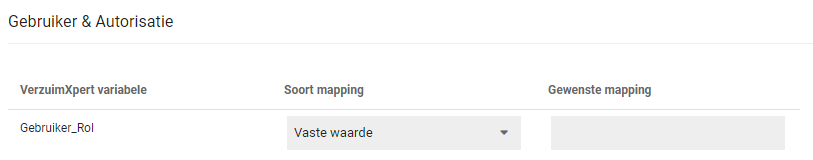 Gebruiker & Autorisatie
VerzuimXpert variabele Soort mapping Gewenste mapping
Gebruiker_Rol Vaste waarde